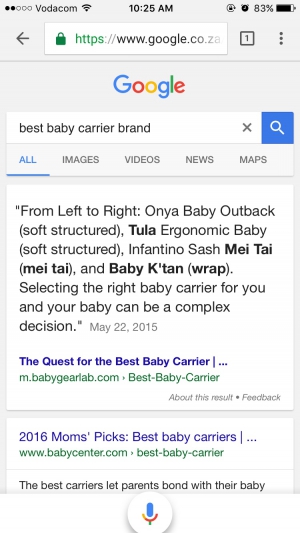 ●●○○○ Vodacom 10:25 AM 83%
https://www.google.co.za 1
Google
best baby carrier brand ×
ALL IMAGES VIDEOS NEWS MAPS
"From Left to Right: Onya Baby Outback
(soft structured), Tula Ergonomic Baby
(soft structured), Infantino Sash Mei Tai
(mei tai), and Baby K'tan (wrap).
Selecting the right baby carrier for you
and your baby can be a complex
decision." May 22, 2015
The Quest for the Best Baby Carrier | ...
m.babygearlab.com › Best-Baby-Carrier
About this result • Feedback
2016 Moms' Picks: Best baby carriers | ...
www.babycenter.com › best-baby-carrier
The best carriers let parents bond with their baby